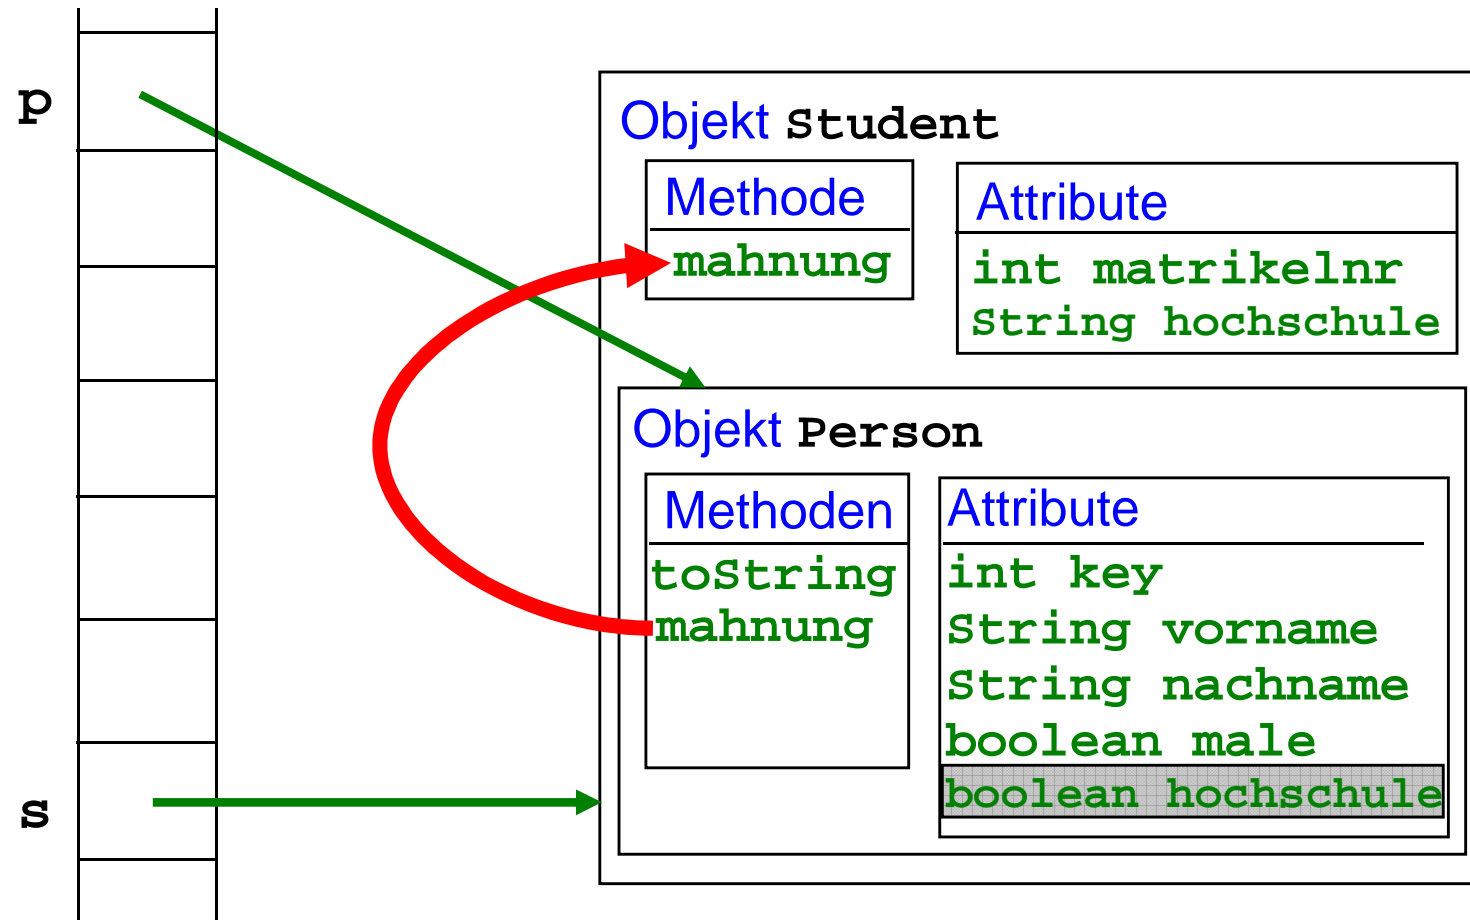 p
Objekt Student
Methode
mahnung
Attribute
int matrikelnr
String hochschule
Objekt Person
Methoden
toString
mahnung
Attribute
int key
String vorname
String nachname
boolean male
boolean hochschule
s